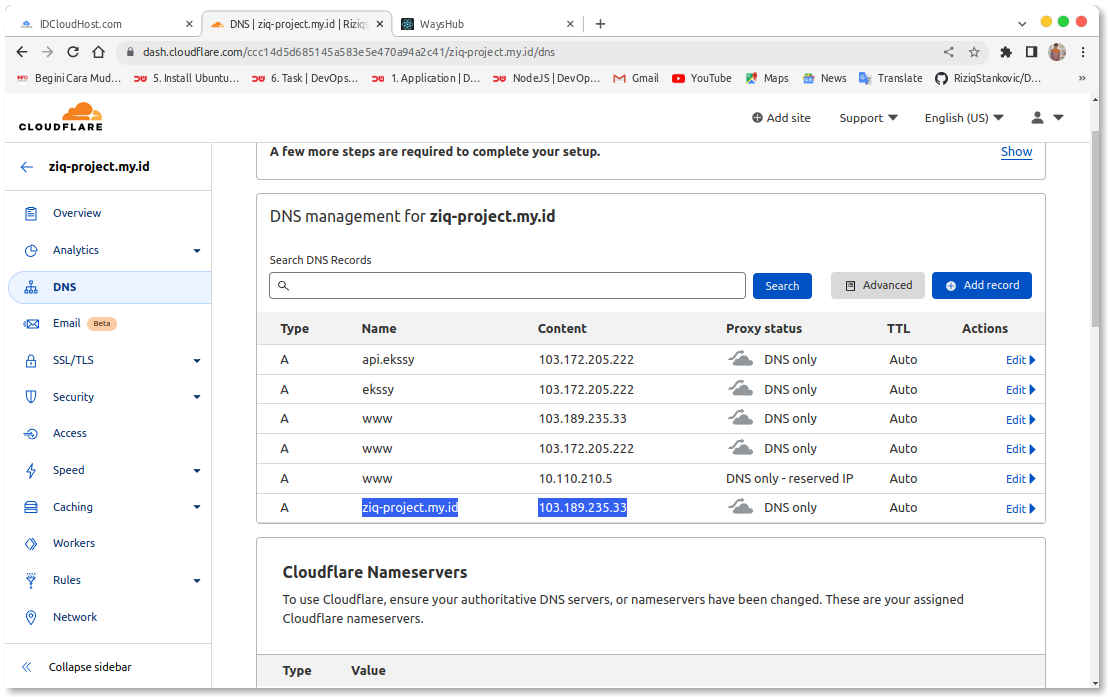 IDCloudHost.com
DNS | ziq-project.my.id | Riziqs
WaysHub
dash.cloudflare.com/ccc14d5d685145a583e5e470a94a2c41/ziq-project.my.id/dns
Begini Cara Mud...
5. Install Ubuntu...
6. Task | DevOps...
1. Application | D...
NodeJS | DevOp...
Gmail
YouTube
Maps
News
Translate
RiziqStankovic/D...
»
CLOUDFLARE
Add site
Support
English (US)
ziq-project.my.id
Overview
Analytics
DNS
Email Beta
SSL/TLS
Security
Access
Speed
Caching
Workers
Rules
Network
Collapse sidebar
A few more steps are required to complete your setup.
Show
DNS management for ziq-project.my.id
Search DNS Records
Search
Advanced
Add record
Type Name Content Proxy status TTL Actions
A api.ekssy 103.172.205.222 DNS only Auto Edit
A ekssy 103.172.205.222 DNS only Auto Edit
A www 103.189.235.33 DNS only Auto Edit
A www 103.172.205.222 DNS only Auto Edit
A www 10.110.210.5 DNS only - reserved IP Auto Edit
A ziq-project.my.id 103.189.235.33 DNS only Auto Edit
Cloudflare Nameservers
To use Cloudflare, ensure your authoritative DNS servers, or nameservers have been changed. These are your assigned
Cloudflare nameservers.
Type Value